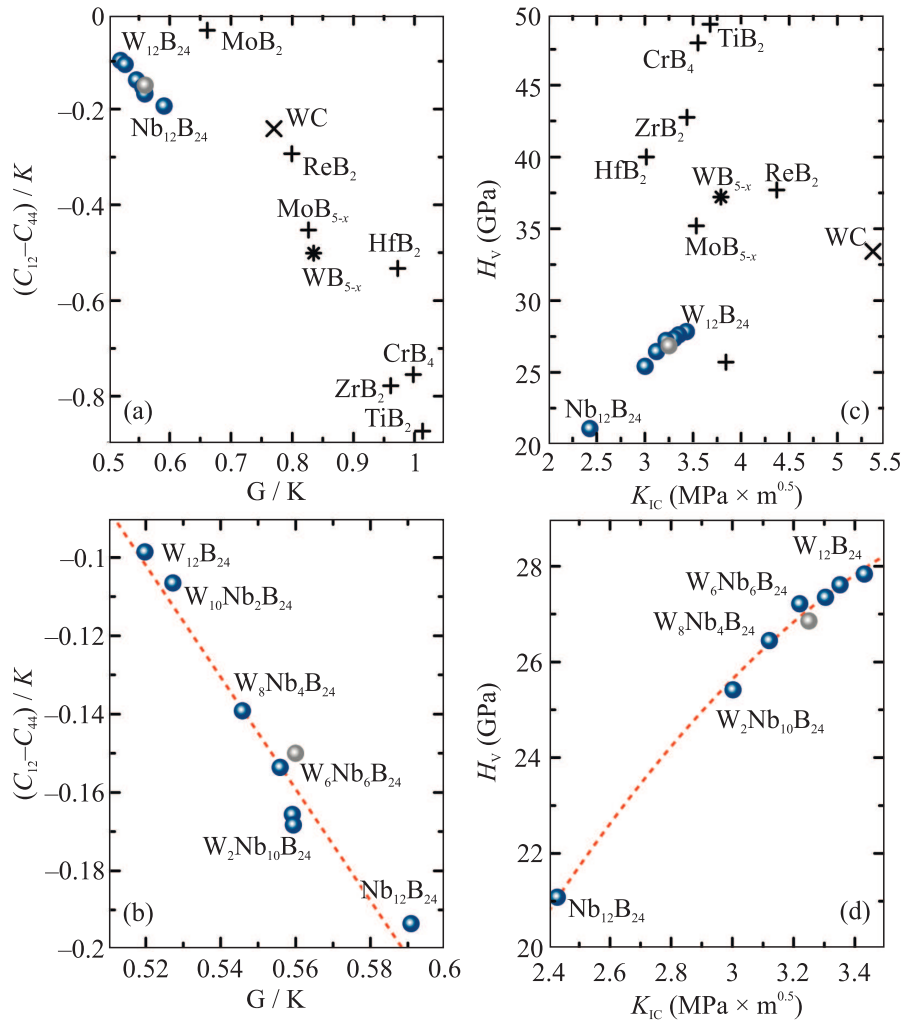 0
–0.2
–0.4
–0.6
–0.8
(C₁₂–C₄₄) / K
W₁₂B₂₄
MoB₂
Nb₁₂B₂₄
WC
ReB₂
MoB₅₋ₓ
WB₅₋ₓ
HfB₂
CrB₄
ZrB₂
TiB₂
(a)
0.5 0.6 0.7 0.8 0.9 1
G / K
50
45
40
35
30
25
20
H_V (GPa)
TiB₂
CrB₄
ZrB₂
HfB₂
WB₅₋ₓ
ReB₂
MoB₅₋ₓ
WC
W₁₂B₂₄
Nb₁₂B₂₄
(c)
2 2.5 3 3.5 4 4.5 5 5.5
K_IC (MPa × m⁰·⁵)
–0.1
–0.12
–0.14
–0.16
–0.18
–0.2
(C₁₂–C₄₄) / K
W₁₂B₂₄
W₁₀Nb₂B₂₄
W₈Nb₄B₂₄
W₆Nb₆B₂₄
W₂Nb₁₀B₂₄
Nb₁₂B₂₄
(b)
0.52 0.54 0.56 0.58 0.6
G / K
28
26
24
22
20
H_V (GPa)
W₁₂B₂₄
W₆Nb₆B₂₄
W₈Nb₄B₂₄
W₂Nb₁₀B₂₄
Nb₁₂B₂₄
(d)
2.4 2.6 2.8 3 3.2 3.4
K_IC (MPa × m⁰·⁵)